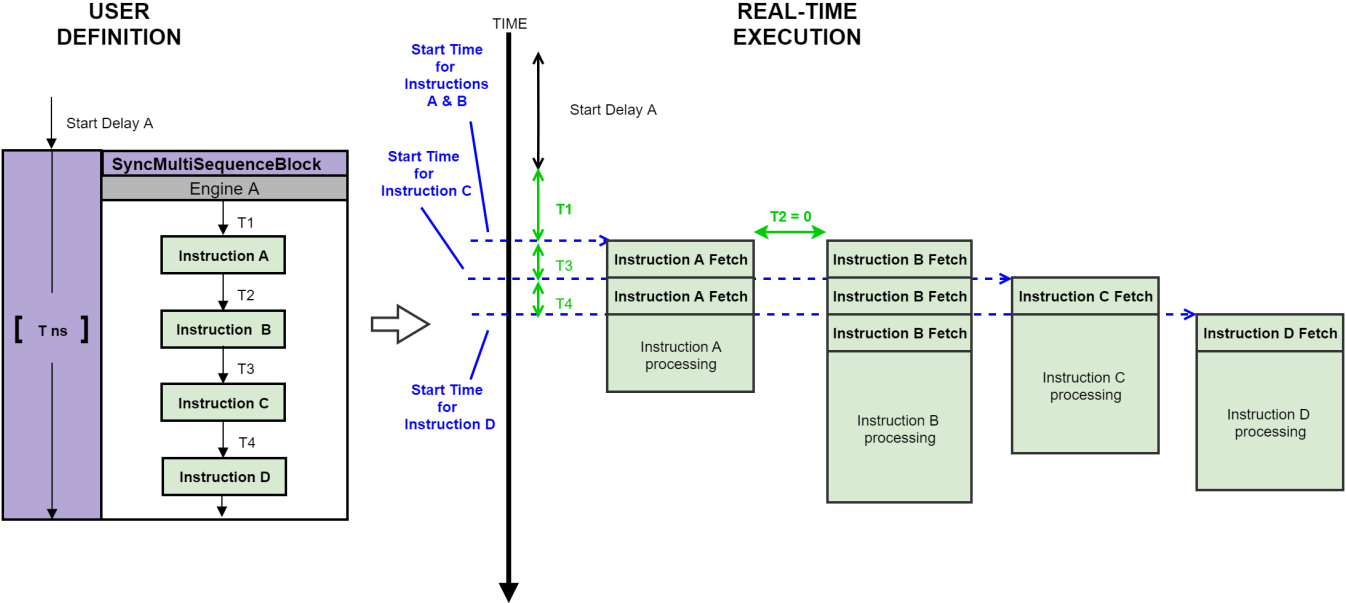 USER
DEFINITION
REAL-TIME
EXECUTION
TIME
Start Delay A
SyncMultiSequenceBlock
Engine A
T1
Instruction A
T2
Instruction B
T3
Instruction C
T4
Instruction D
[ T ns ]
Start Time
for
Instructions
A & B
Start Time
for
Instruction C
Start Time
for
Instruction D
Start Delay A
T1
T2 = 0
T3
T4
Instruction A Fetch
Instruction A Fetch
Instruction A
processing
Instruction B Fetch
Instruction B Fetch
Instruction B Fetch
Instruction B
processing
Instruction C Fetch
Instruction C
processing
Instruction D Fetch
Instruction D
processing